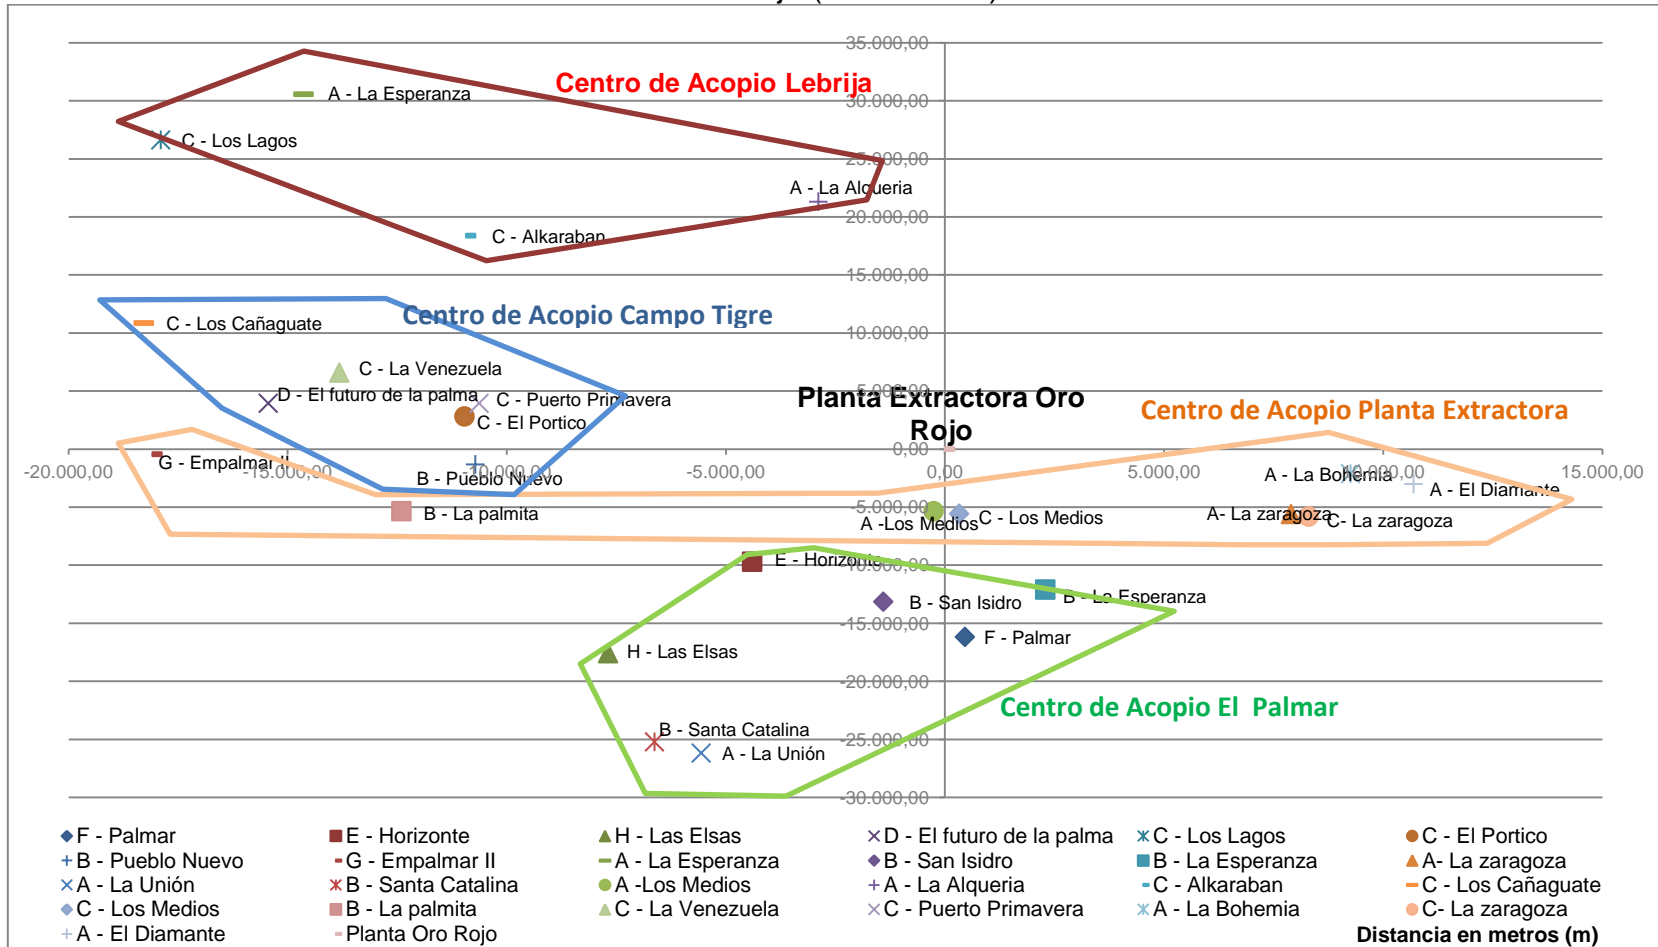 35.000,00
Centro de Acopio Lebrija
A - La Esperanza
30.000,00
C - Los Lagos
25.000,00
A - La Alqueria
20.000,00
C - Alkaraban
15.000,00
Centro de Acopio Campo Tigre
C - Los Cañaguate
10.000,00
C - La Venezuela
5.000,00
D - El futuro de la palma
C - Puerto Primavera
Planta Extractora Oro
Rojo
Centro de Acopio Planta Extractora
C - El Portico
0,00
G - Empalmar II
-20.000,00
-15.000,00
-10.000,00
-5.000,00
0,00
5.000,00
10.000,00
15.000,00
B - Pueblo Nuevo
A - La Bohemia
A - El Diamante
B - La palmita
-5.000,00
A -Los Medios
C - Los Medios
A- La zaragoza
C- La zaragoza
E - Horizonte
-10.000,00
B - San Isidro
B - La Esperanza
F - Palmar
-15.000,00
H - Las Elsas
-20.000,00
Centro de Acopio El  Palmar
B - Santa Catalina
-25.000,00
A - La Unión
-30.000,00
F - Palmar
E - Horizonte
H - Las Elsas
D - El futuro de la palma
C - Los Lagos
C - El Portico
B - Pueblo Nuevo
G - Empalmar II
A - La Esperanza
B - San Isidro
B - La Esperanza
A- La zaragoza
A - La Unión
B - Santa Catalina
A -Los Medios
A - La Alqueria
C - Alkaraban
C - Los Cañaguate
C - Los Medios
B - La palmita
C - La Venezuela
C - Puerto Primavera
A - La Bohemia
C- La zaragoza
A - El Diamante
Planta Oro Rojo
Distancia en metros (m)